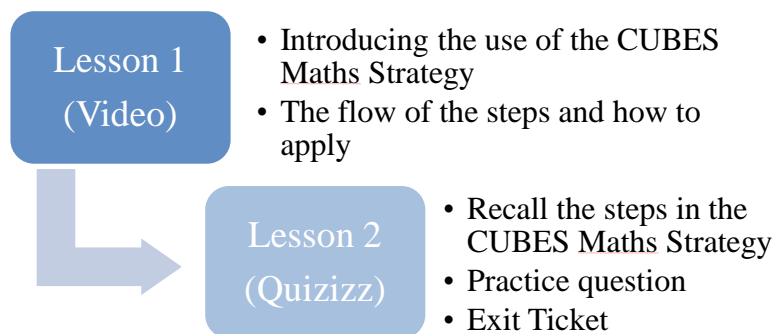 Lesson 1
(Video)
• Introducing the use of the CUBES
Maths Strategy
• The flow of the steps and how to
apply
Lesson 2
(Quizizz)
• Recall the steps in the
CUBES Maths Strategy
• Practice question
• Exit Ticket